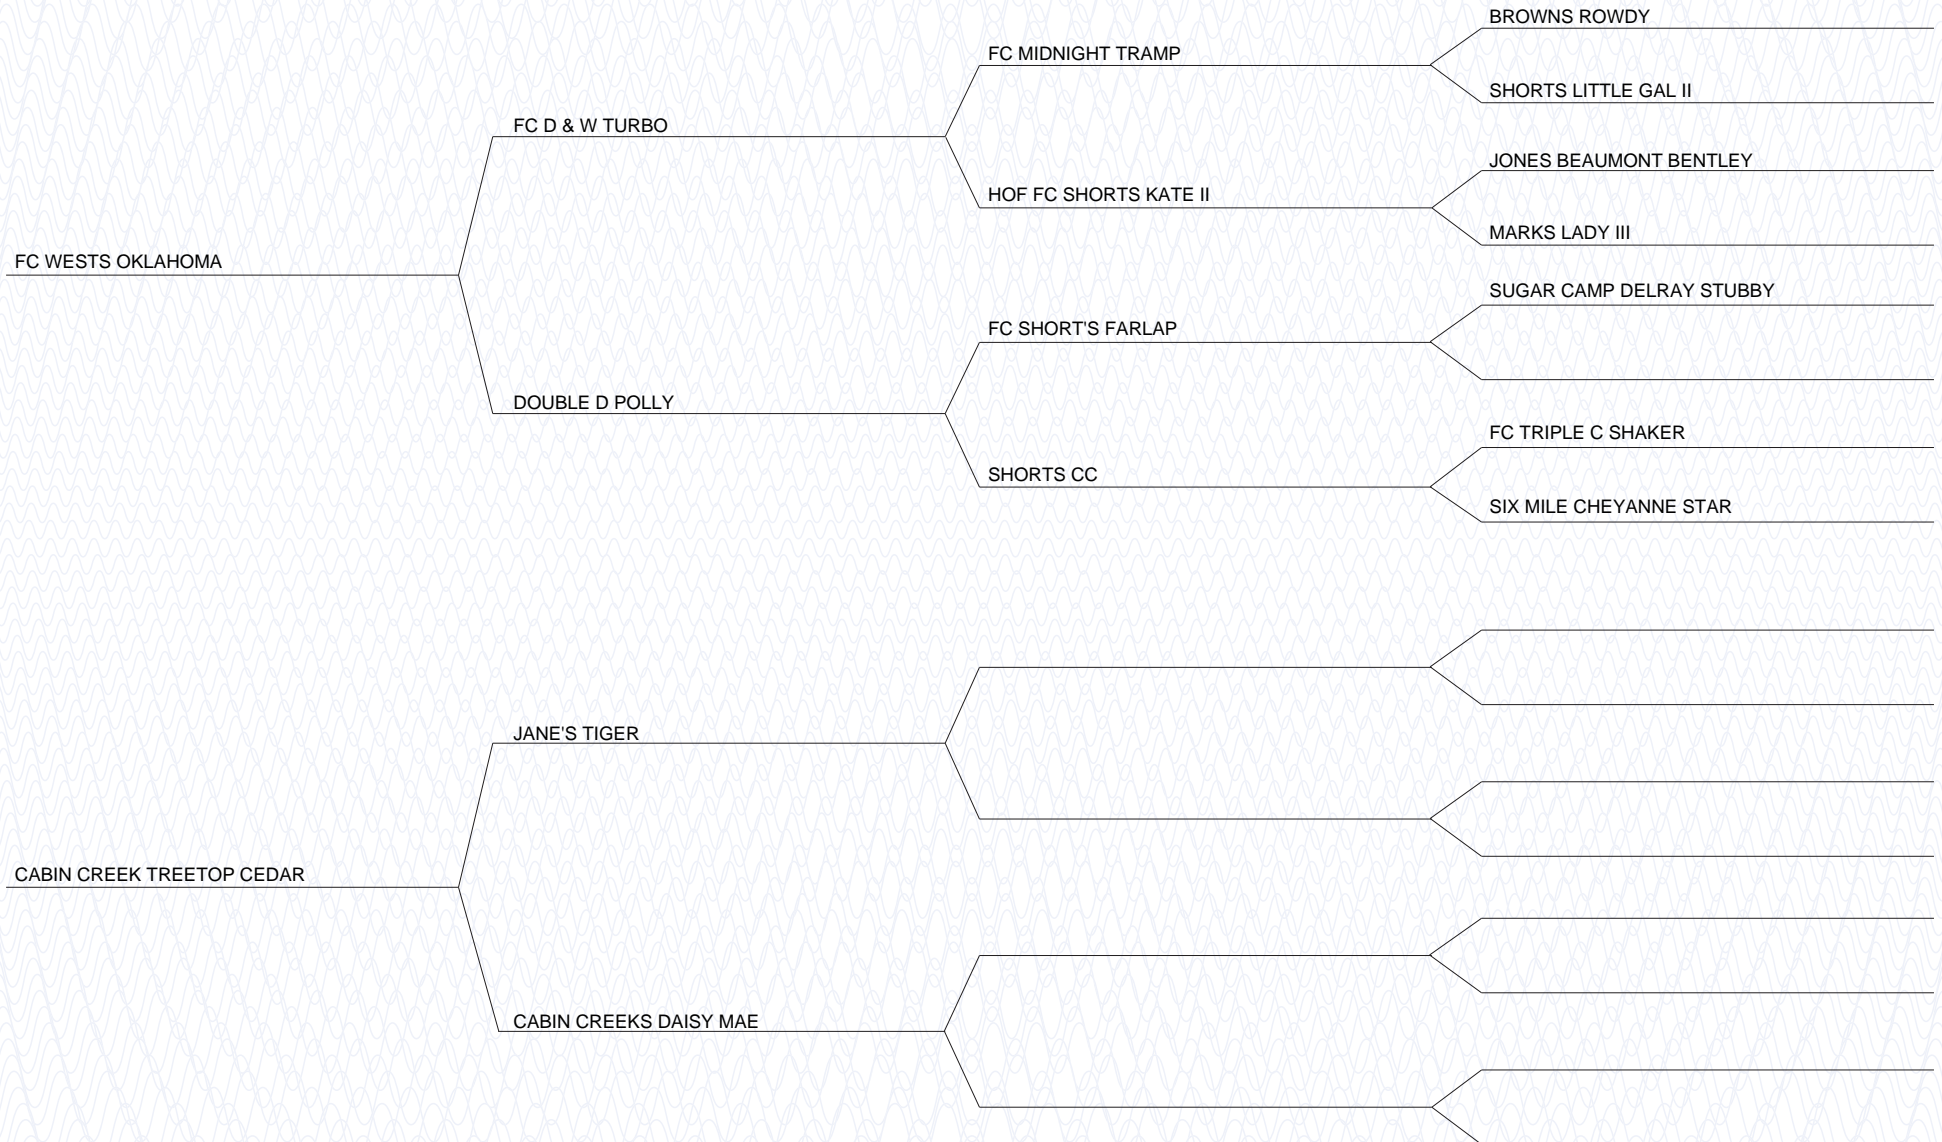 BROWNS ROWDY
FC MIDNIGHT TRAMP
SHORTS LITTLE GAL II
FC D & W TURBO
JONES BEAUMONT BENTLEY
HOF FC SHORTS KATE II
MARKS LADY III
FC WESTS OKLAHOMA
SUGAR CAMP DELRAY STUBBY
FC SHORT'S FARLAP
DOUBLE D POLLY
FC TRIPLE C SHAKER
SHORTS CC
SIX MILE CHEYANNE STAR
JANE'S TIGER
CABIN CREEK TREETOP CEDAR
CABIN CREEKS DAISY MAE